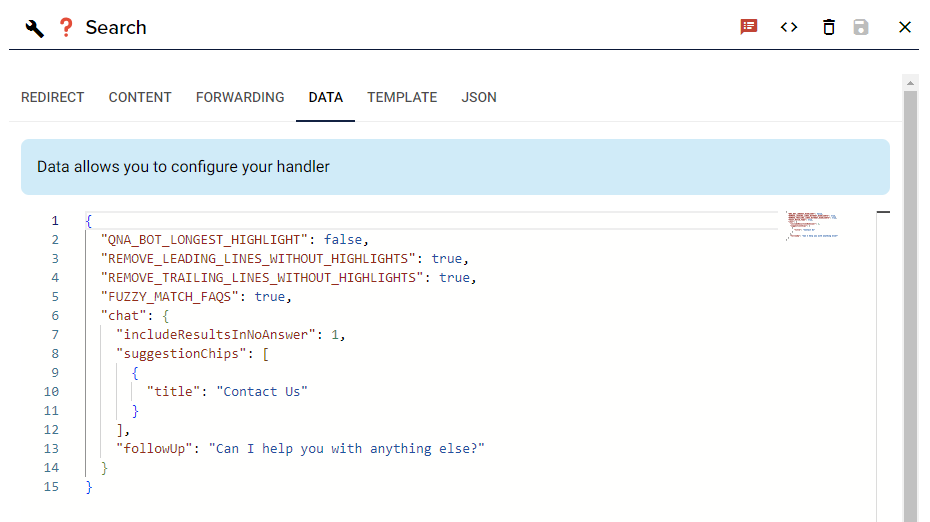 Search
REDIRECT CONTENT FORWARDING DATA TEMPLATE JSON
Data allows you to configure your handler
1 {
2 "QNA_BOT_LONGEST_HIGHLIGHT": false,
3 "REMOVE_LEADING_LINES_WITHOUT_HIGHLIGHTS": true,
4 "REMOVE_TRAILING_LINES_WITHOUT_HIGHLIGHTS": true,
5 "FUZZY_MATCH_FAQS": true,
6 "chat": {
7 "includeResultsInNoAnswer": 1,
8 "suggestionChips": [
9 {
10 "title": "Contact Us"
11 }
12 ],
13 "followUp": "Can I help you with anything else?"
14 }
15 }